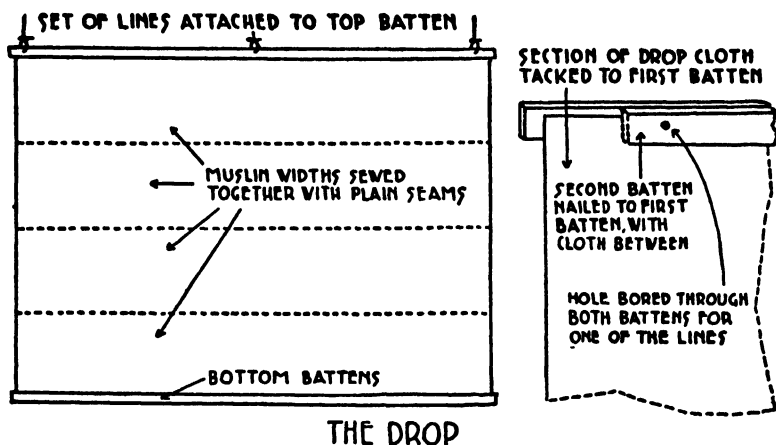 SET OF LINES ATTACHED TO TOP BATTEN
MUSLIN WIDTHS SEWED
TOGETHER WITH PLAIN SEAMS
BOTTOM BATTENS
SECTION OF DROP CLOTH
TACKED TO FIRST BATTEN
SECOND BATTEN
NAILED TO FIRST
BATTEN, WITH
CLOTH BETWEEN
HOLE BORED THROUGH
BOTH BATTENS FOR
ONE OF THE LINES
THE DROP